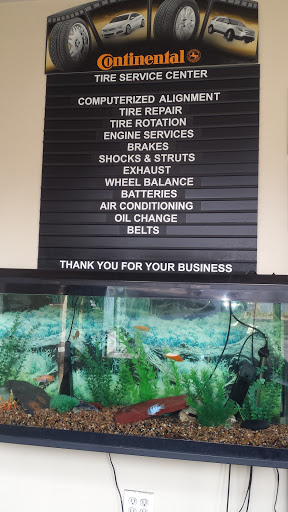 Continental
TIRE SERVICE CENTER
COMPUTERIZED ALIGNMENT
TIRE REPAIR
TIRE ROTATION
ENGINE SERVICES
BRAKES
SHOCKS & STRUTS
EXHAUST
WHEEL BALANCE
BATTERIES
AIR CONDITIONING
OIL CHANGE
BELTS
THANK YOU FOR YOUR BUSINESS